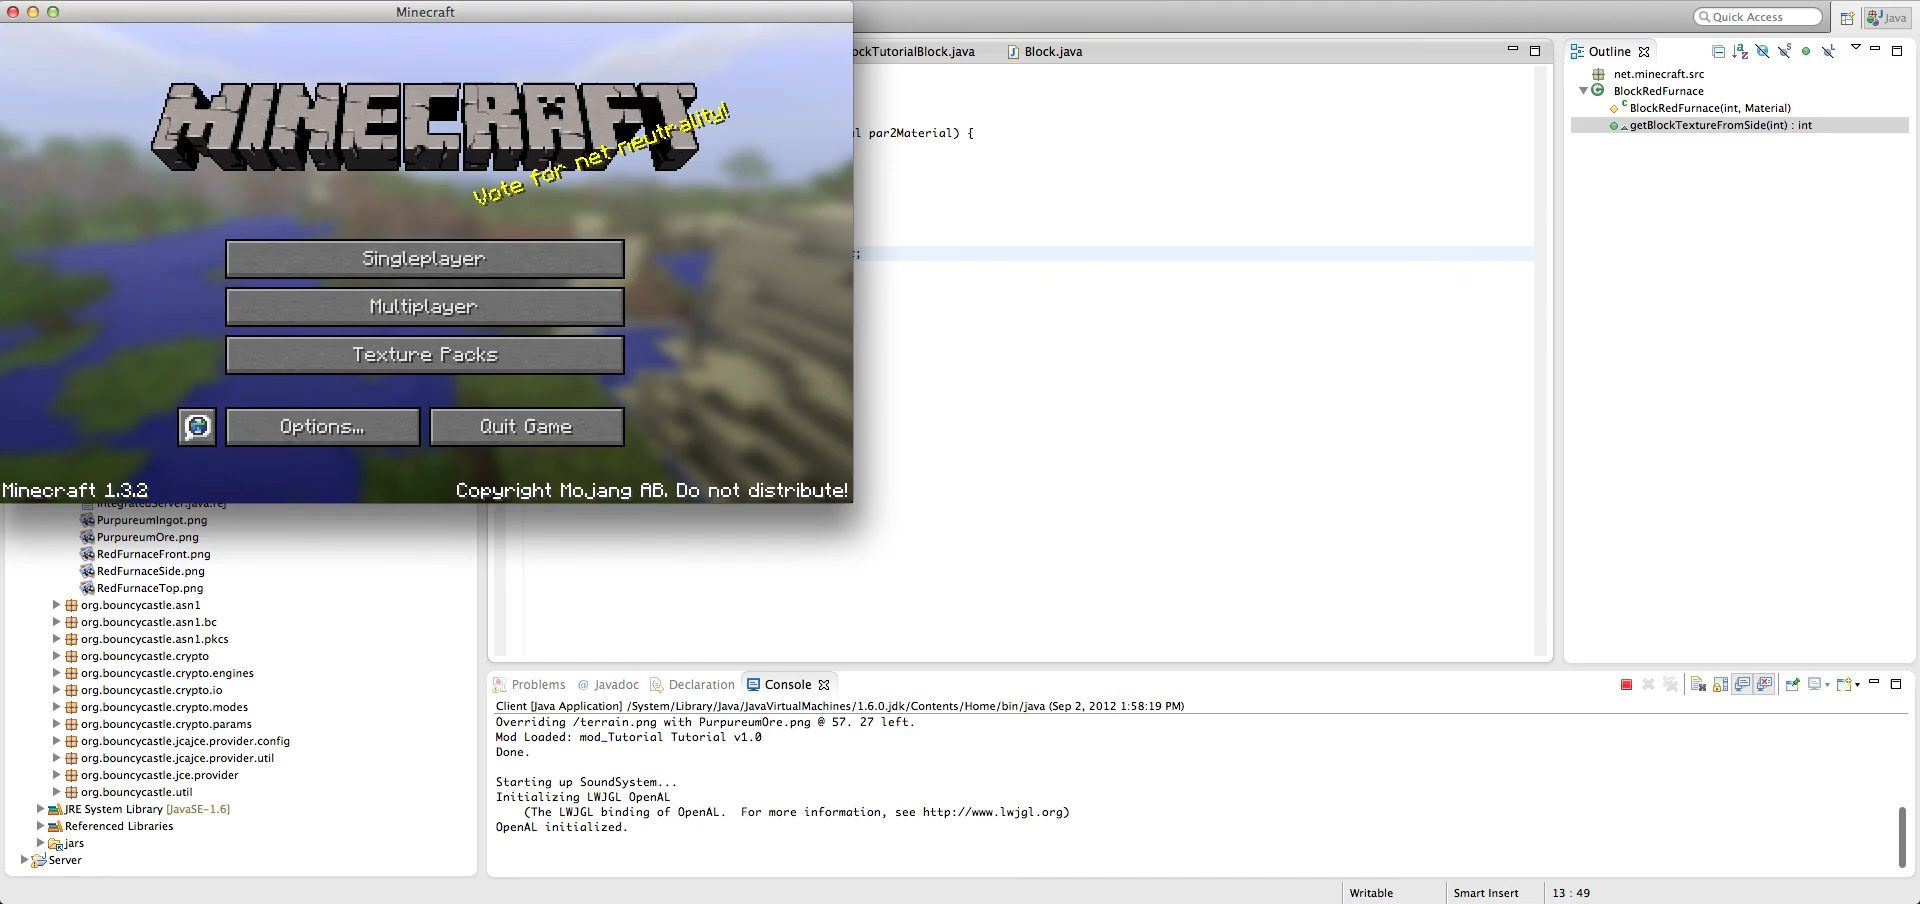 Minecraft
Quick Access
Java
MINECRAFT
Vote for net neutrality!
Singleplayer
Multiplayer
Texture Packs
Options...
Quit Game
Minecraft 1.3.2
Copyright Mojang AB. Do not distribute!
ockTutorialBlock.java
Block.java
l par2Material) {
;
Outline
net.minecraft.src
BlockRedFurnace
BlockRedFurnace(int, Material)
getBlockTextureFromSide(int) : int
IntegratedServer.java.rej
PurpureumIngot.png
PurpureumOre.png
RedFurnaceFront.png
RedFurnaceSide.png
RedFurnaceTop.png
org.bouncycastle.asn1
org.bouncycastle.asn1.bc
org.bouncycastle.asn1.pkcs
org.bouncycastle.crypto
org.bouncycastle.crypto.engines
org.bouncycastle.crypto.io
org.bouncycastle.crypto.modes
org.bouncycastle.crypto.params
org.bouncycastle.jcajce.provider.config
org.bouncycastle.jcajce.provider.util
org.bouncycastle.jce.provider
org.bouncycastle.util
JRE System Library [JavaSE-1.6]
Referenced Libraries
jars
Server
Problems
@ Javadoc
Declaration
Console
Client [Java Application] /System/Library/Java/JavaVirtualMachines/1.6.0.jdk/Contents/Home/bin/java (Sep 2, 2012 1:58:19 PM)
Overriding /terrain.png with PurpureumOre.png @ 57. 27 left.
Mod Loaded: mod_Tutorial Tutorial v1.0
Done.
Starting up SoundSystem...
Initializing LWJGL OpenAL
(The LWJGL binding of OpenAL.  For more information, see http://www.lwjgl.org)
OpenAL initialized.
Writable
Smart Insert
13 : 49